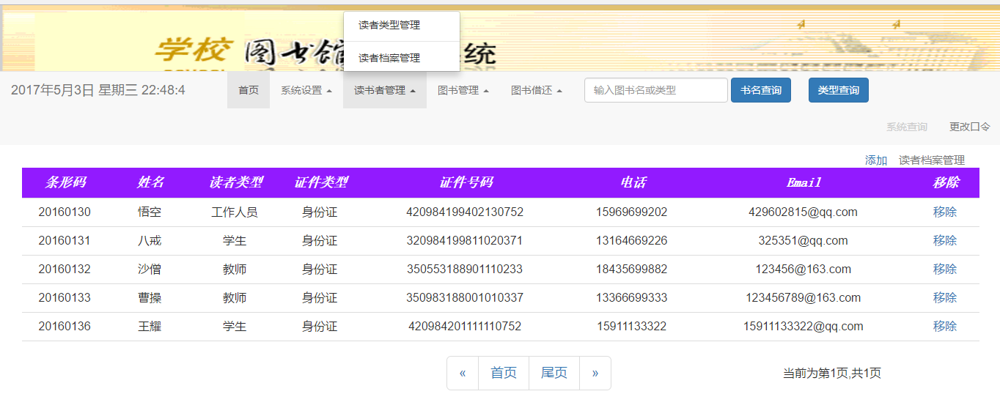 读者类型管理
学校 图书馆 系统
读者档案管理
2017年5月3日 星期三 22:48:4 首页 系统设置 读书者管理 图书管理 图书借还 输入图书名或类型 书名查询 类型查询
系统查询 更改口令
添加 读者档案管理
条形码 姓名 读者类型 证件类型 证件号码 电话 Email 移除
20160130 悟空 工作人员 身份证 420984199402130752 15969699202 429602815@qq.com 移除
20160131 八戒 学生 身份证 320984199811020371 13164669226 325351@qq.com 移除
20160132 沙僧 教师 身份证 350553188901110233 18435699882 123456@163.com 移除
20160133 曹操 教师 身份证 350983188001010337 13366699333 123456789@163.com 移除
20160136 王耀 学生 身份证 420984201111110752 15911133322 15911133322@qq.com 移除
« 首页 尾页 » 当前为第1页,共1页